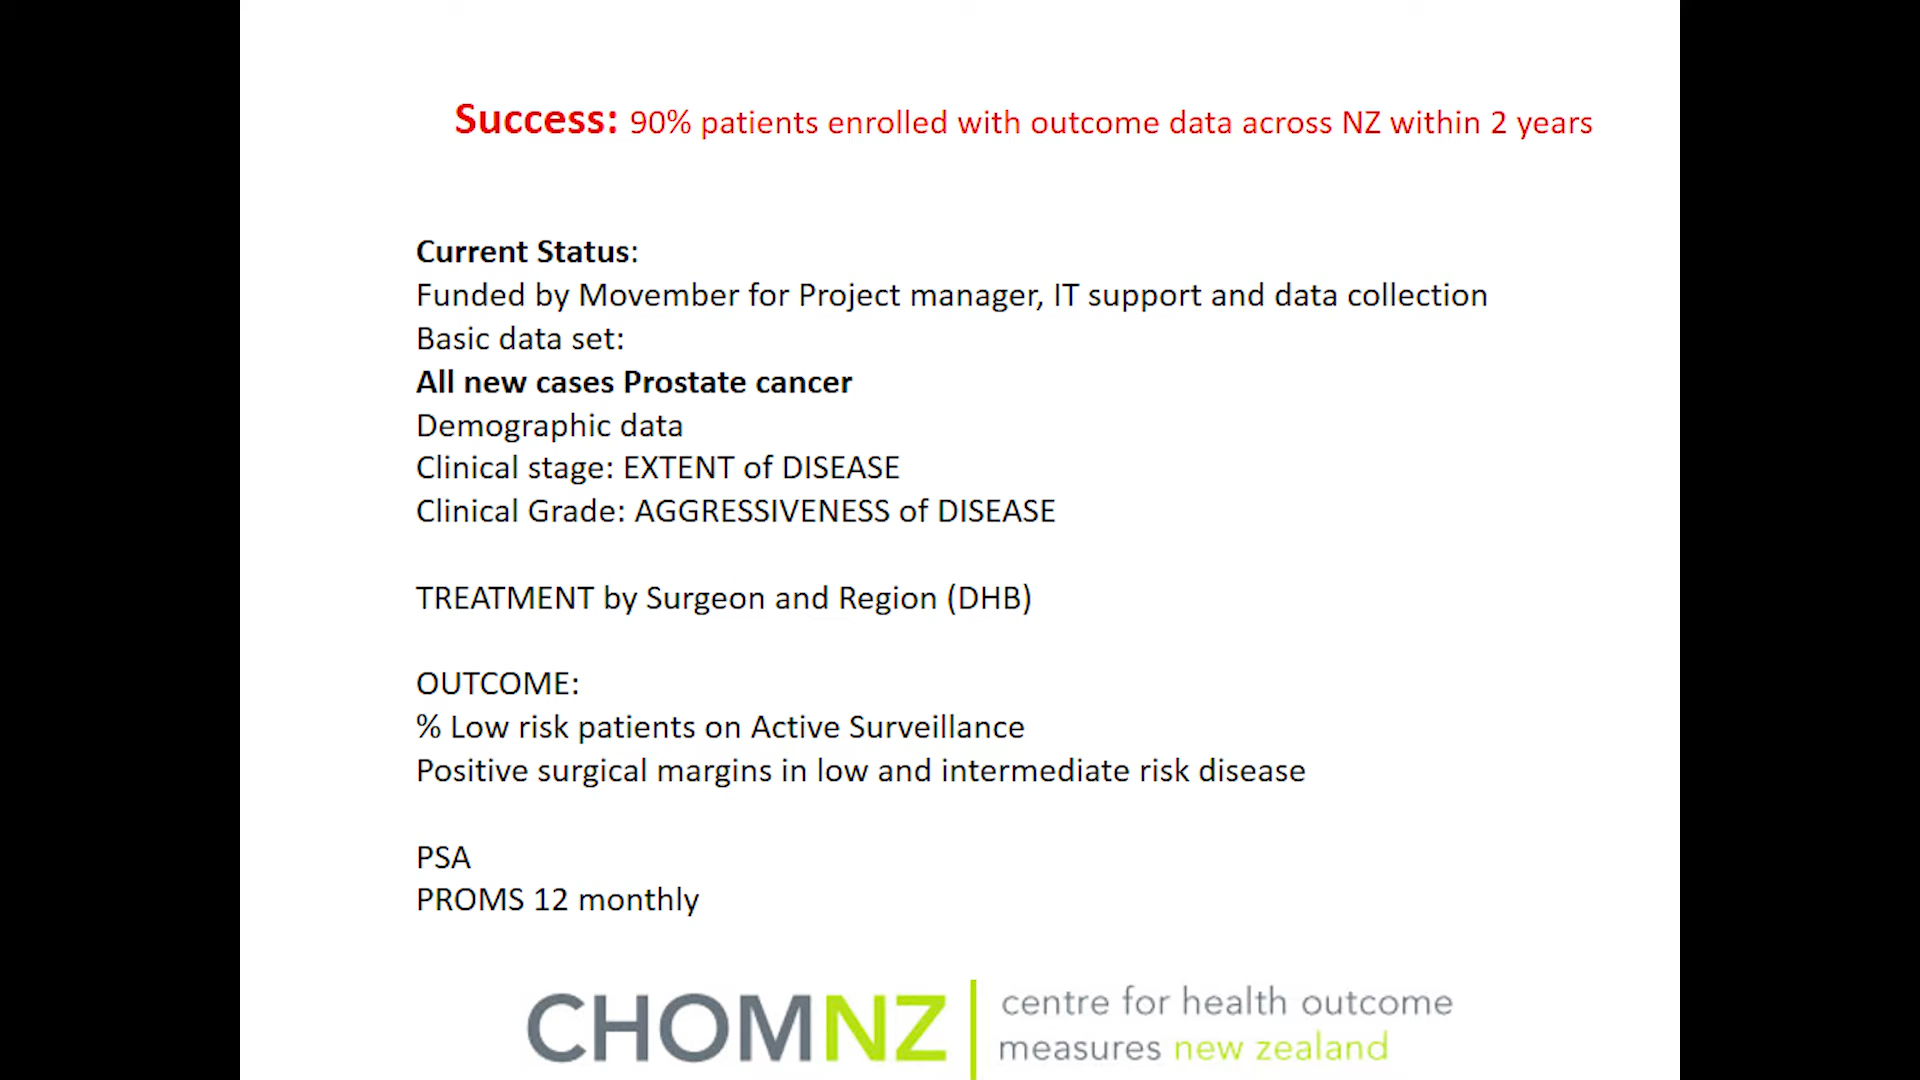 Success: 90% patients enrolled with outcome data across NZ within 2 years
Current Status:
Funded by Movember for Project manager, IT support and data collection
Basic data set:
All new cases Prostate cancer
Demographic data
Clinical stage: EXTENT of DISEASE
Clinical Grade: AGGRESSIVENESS of DISEASE
TREATMENT by Surgeon and Region (DHB)
OUTCOME:
% Low risk patients on Active Surveillance
Positive surgical margins in low and intermediate risk disease
PSA
PROMS 12 monthly
CHOMNZ
centre for health outcome
measures new zealand